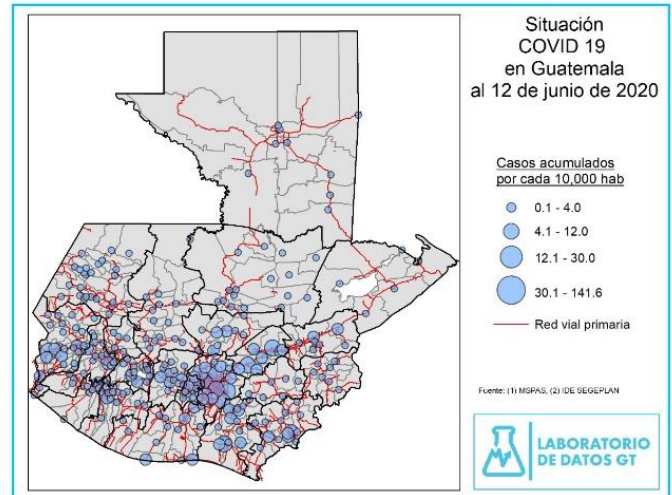 Situación
COVID 19
en Guatemala
al 12 de junio de 2020
Casos acumulados
por cada 10,000 hab
0.1 - 4.0
4.1 - 12.0
12.1 - 30.0
30.1 - 141.6
Red vial primaria
Fuente: (1) MSPAS, (2) IDE SEGEPLAN
LABORATORIO
DE DATOS GT